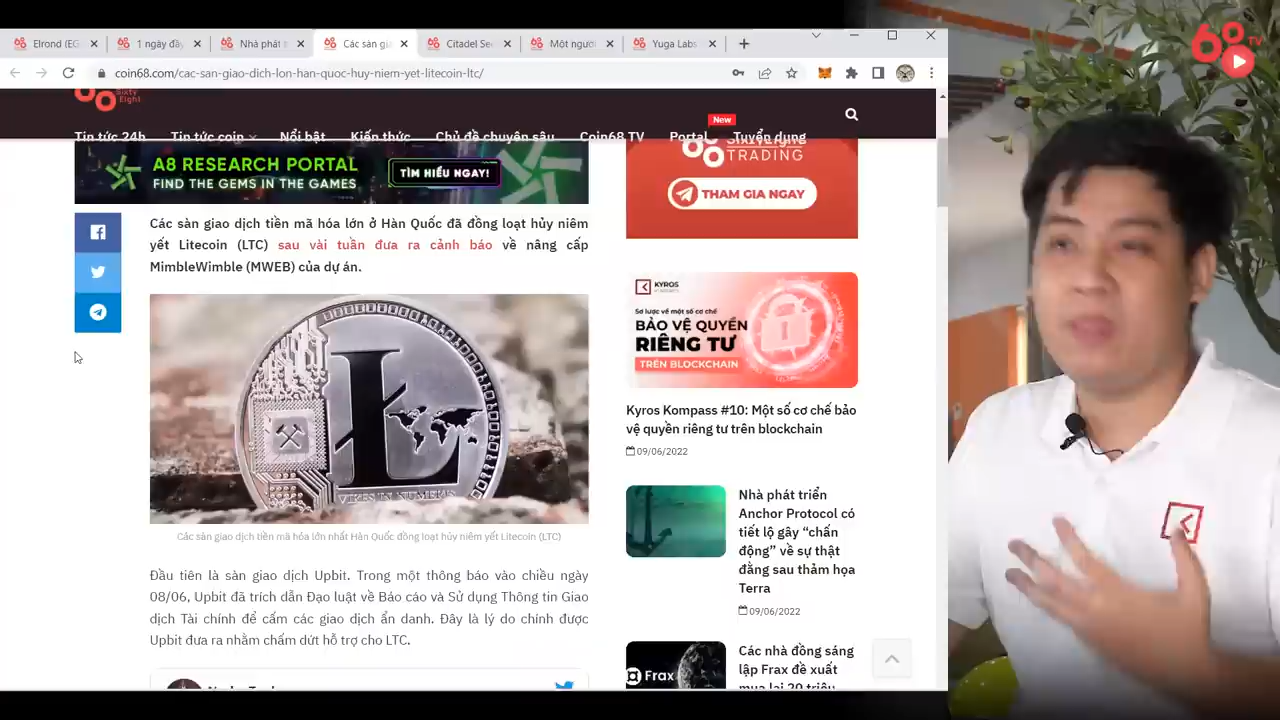 Elrond (EG
1 ngày đầy
Nhà phát t
Các sàn gia
Citadel Sec
Một người
Yuga Labs
coin68.com/cac-san-giao-dich-lon-han-quoc-huy-niem-yet-litecoin-ltc/
68
TV
Sixty
Eight
New
Tin tức 24h
Tin tức coin
Nổi bật
Kiến thức
Chủ đề chuyên sâu
Coin68 TV
Portal
Tuyển dụng
A8 RESEARCH PORTAL
FIND THE GEMS IN THE GAMES
TÌM HIỂU NGAY!
TRADING
THAM GIA NGAY
Các sàn giao dịch tiền mã hóa lớn ở Hàn Quốc đã đồng loạt hủy niêm
yết Litecoin (LTC) sau vài tuần đưa ra cảnh báo về nâng cấp
MimbleWimble (MWEB) của dự án.
Các sàn giao dịch tiền mã hóa lớn nhất Hàn Quốc đồng loạt hủy niêm yết Litecoin (LTC)
Đầu tiên là sàn giao dịch Upbit. Trong một thông báo vào chiều ngày
08/06, Upbit đã trích dẫn Đạo luật về Báo cáo và Sử dụng Thông tin Giao
dịch Tài chính để cấm các giao dịch ẩn danh. Đây là lý do chính được
Upbit đưa ra nhằm chấm dứt hỗ trợ cho LTC.
KYROS
Sơ lược về một số cơ chế
BẢO VỆ QUYỀN
RIÊNG TƯ
TRÊN BLOCKCHAIN
Kyros Kompass #10: Một số cơ chế bảo
vệ quyền riêng tư trên blockchain
09/06/2022
Nhà phát triển
Anchor Protocol có
tiết lộ gây “chấn
động” về sự thật
đằng sau thảm họa
Terra
09/06/2022
Frax
Các nhà đồng sáng
lập Frax đề xuất
mua lại 20 triệu